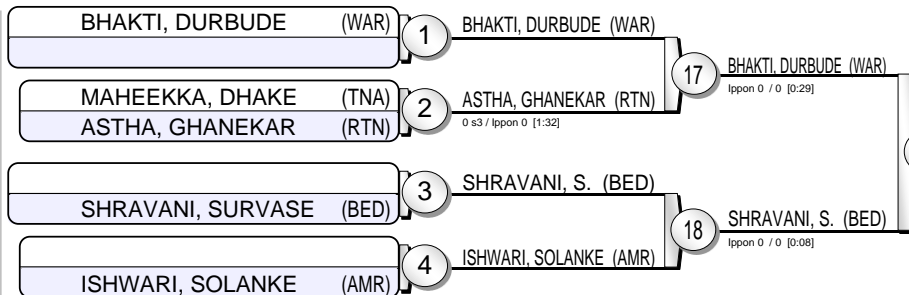 BHAKTI, DURBUDE (WAR)
1
MAHEEKKA, DHAKE (TNA)
ASTHA, GHANEKAR (RTN)
2
SHRAVANI, SURVASE (BED)
3
ISHWARI, SOLANKE (AMR)
4
BHAKTI, DURBUDE (WAR)
ASTHA, GHANEKAR (RTN)
0 s3 / Ippon 0 [1:32]
17
SHRAVANI, S. (BED)
ISHWARI, SOLANKE (AMR)
18
BHAKTI, DURBUDE (WAR)
Ippon 0 / 0 [0:29]
SHRAVANI, S. (BED)
Ippon 0 / 0 [0:08]